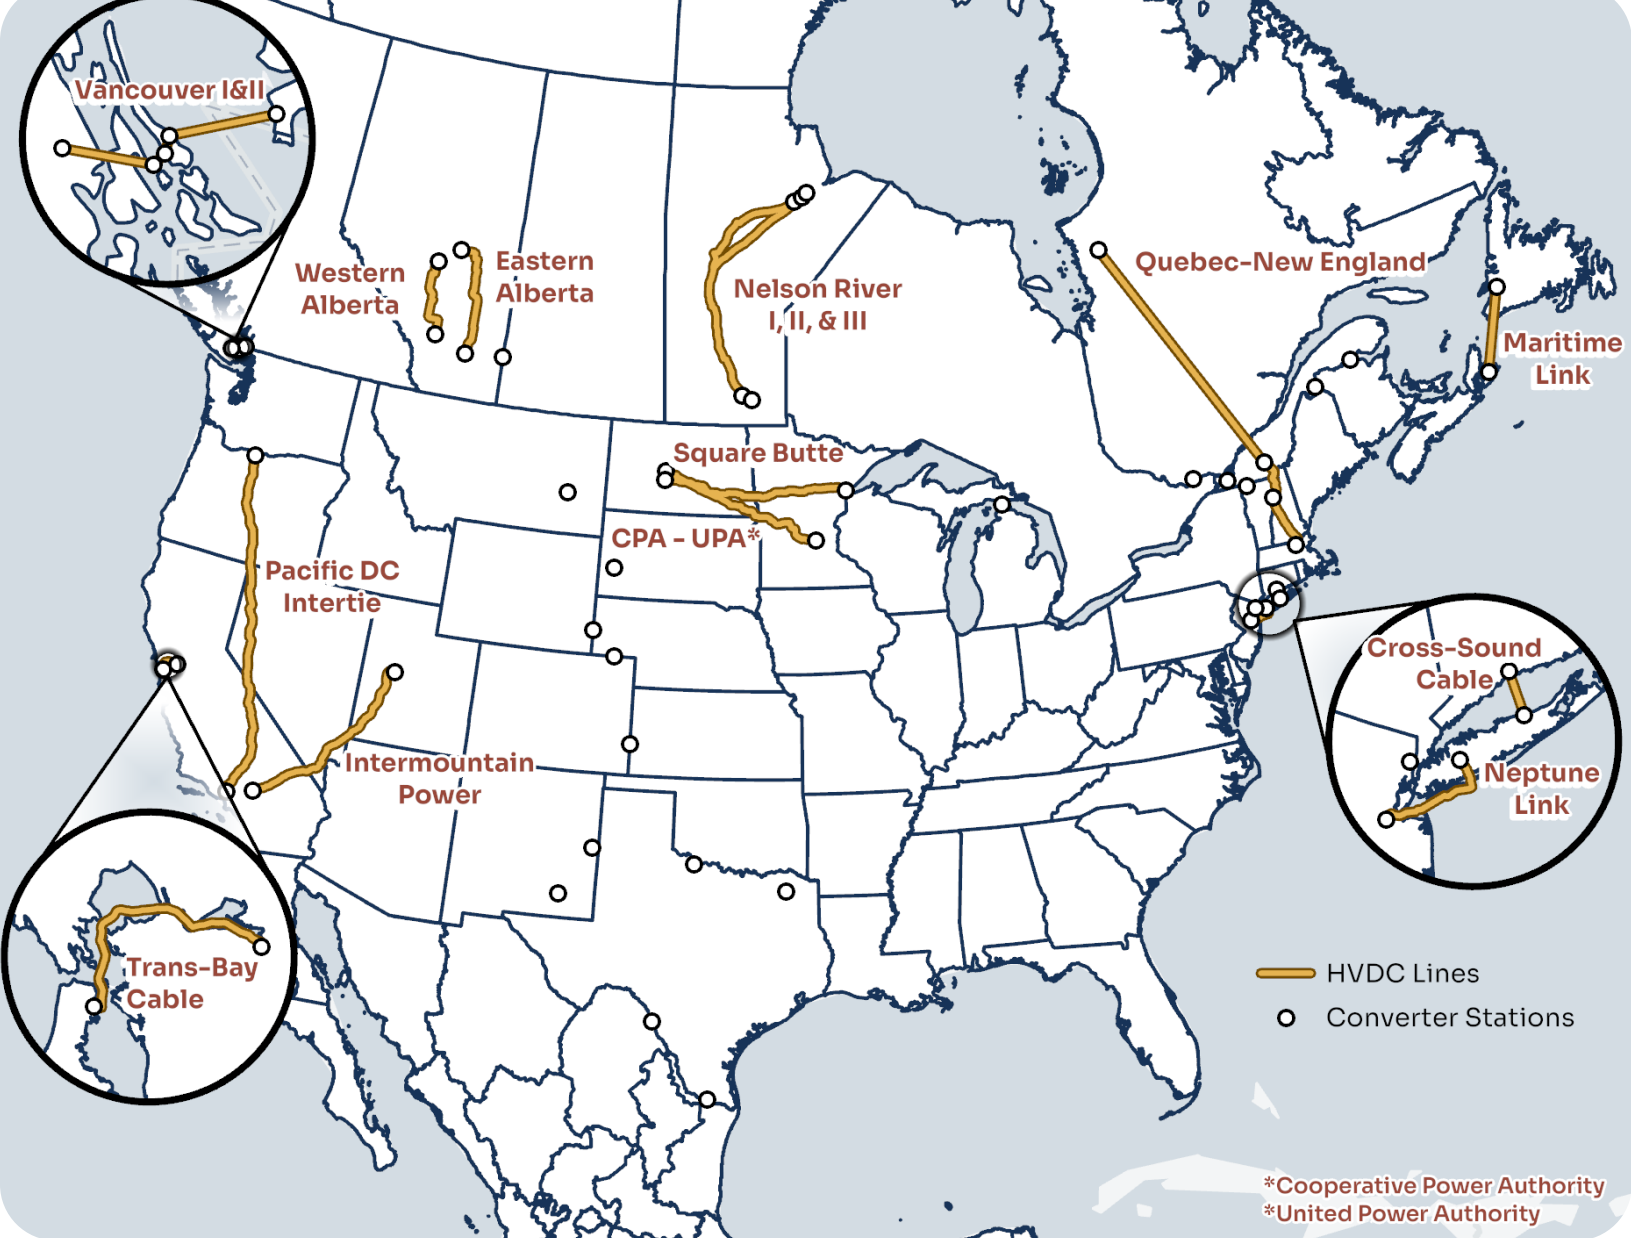 Vancouver I&II
Western
Alberta
Eastern
Alberta
Nelson River
I, II, & III
Quebec-New England
Maritime
Link
Square Butte
CPA - UPA*
Pacific DC
Intertie
Intermountain
Power
Cross-Sound
Cable
Neptune
Link
Trans-Bay
Cable
HVDC Lines
Converter Stations
*Cooperative Power Authority
*United Power Authority